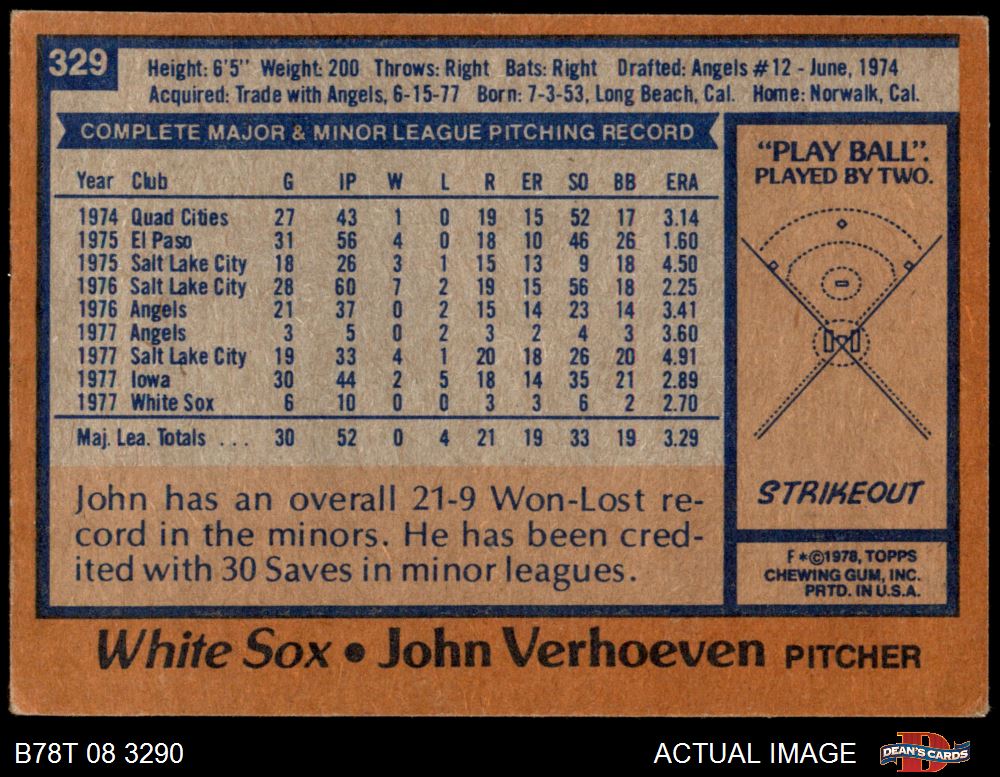 329
Height: 6'5" Weight: 200 Throws: Right Bats: Right Drafted: Angels #12 - June, 1974
Acquired: Trade with Angels, 6-15-77 Born: 7-3-53, Long Beach, Cal. Home: Norwalk, Cal.
COMPLETE MAJOR & MINOR LEAGUE PITCHING RECORD
Year Club G IP W L R ER SO BB ERA
1974 Quad Cities 27 43 1 0 19 15 52 17 3.14
1975 El Paso 31 56 4 0 18 10 46 26 1.60
1975 Salt Lake City 18 26 3 1 15 13 9 18 4.50
1976 Salt Lake City 28 60 7 2 19 15 56 18 2.25
1976 Angels 21 37 0 2 15 14 23 14 3.41
1977 Angels 3 5 0 2 3 2 4 3 3.60
1977 Salt Lake City 19 33 4 1 20 18 26 20 4.91
1977 Iowa 30 44 2 5 18 14 35 21 2.89
1977 White Sox 6 10 0 0 3 3 6 2 2.70
Maj. Lea. Totals ... 30 52 0 4 21 19 33 19 3.29
John has an overall 21-9 Won-Lost re-
cord in the minors. He has been cred-
ited with 30 Saves in minor leagues.
"PLAY BALL".
PLAYED BY TWO.
STRIKEOUT
F *©1978, TOPPS
CHEWING GUM, INC.
PRTD. IN U.S.A.
White Sox • John Verhoeven PITCHER
B78T 08 3290
ACTUAL IMAGE
DEAN'S CARDS